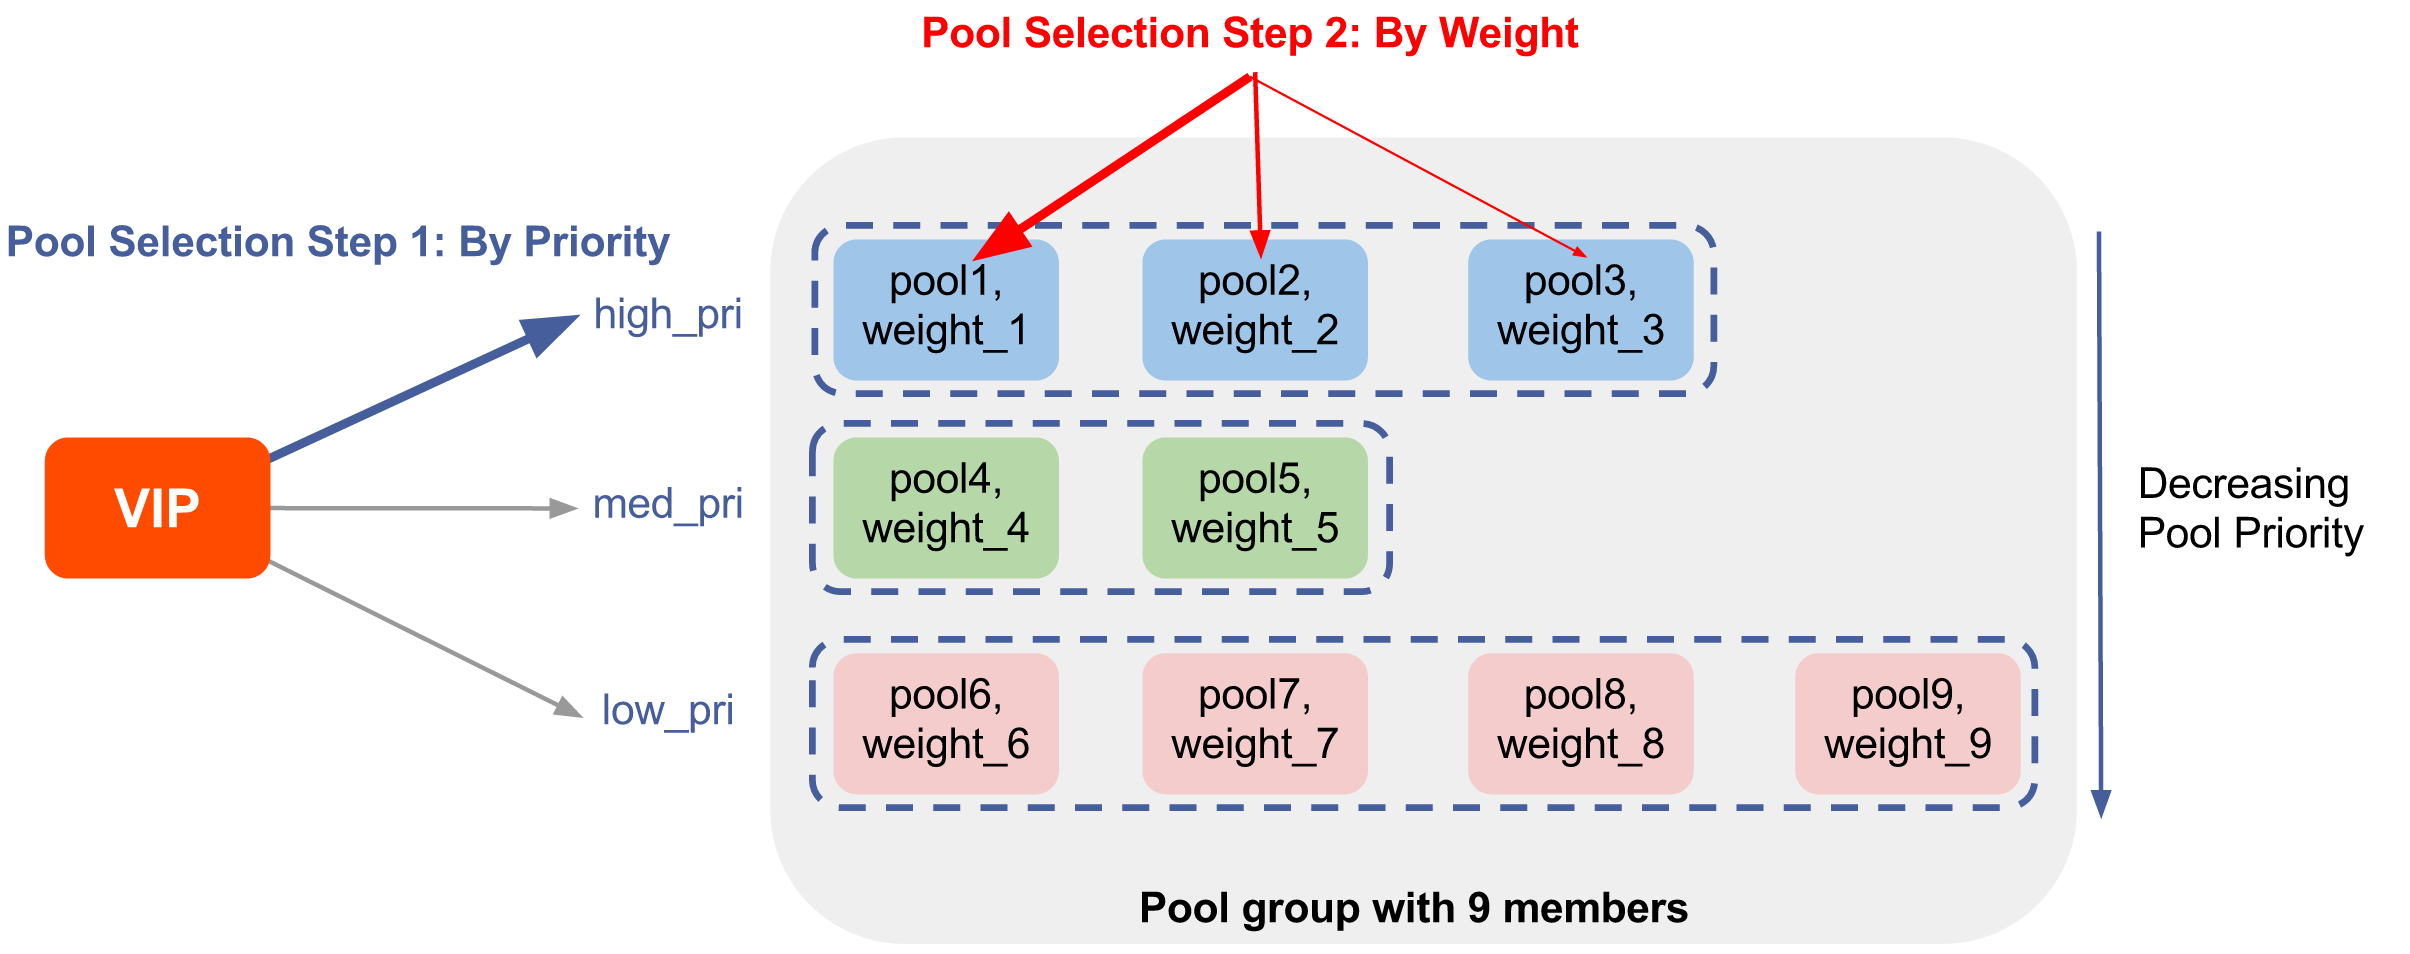 Pool Selection Step 2: By Weight
Pool Selection Step 1: By Priority
high_pri
med_pri
low_pri
VIP
pool1,
weight_1
pool2,
weight_2
pool3,
weight_3
pool4,
weight_4
pool5,
weight_5
pool6,
weight_6
pool7,
weight_7
pool8,
weight_8
pool9,
weight_9
Decreasing
Pool Priority
Pool group with 9 members